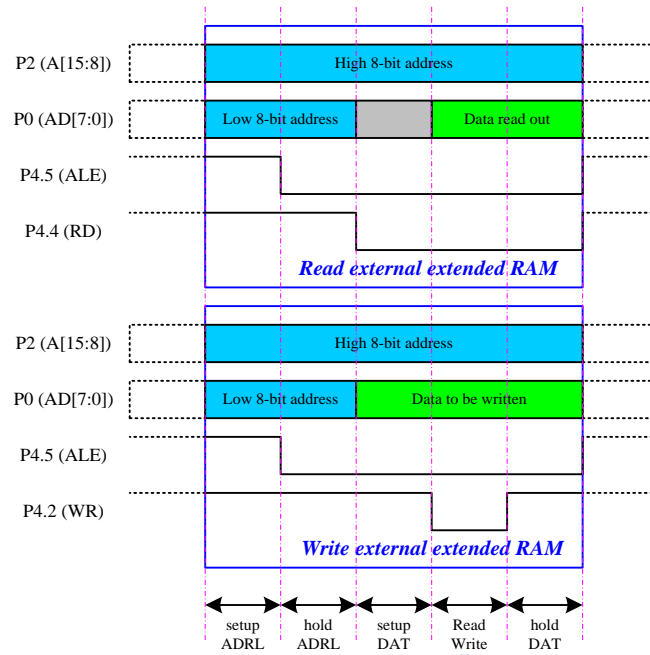 P2 (A[15:8])
High 8-bit address
P0 (AD[7:0])
Low 8-bit address
Data read out
P4.5 (ALE)
P4.4 (RD)
Read external extended RAM
P2 (A[15:8])
High 8-bit address
P0 (AD[7:0])
Low 8-bit address
Data to be written
P4.5 (ALE)
P4.2 (WR)
Write external extended RAM
setup
ADRL
hold
ADRL
setup
DAT
Read
Write
hold
DAT